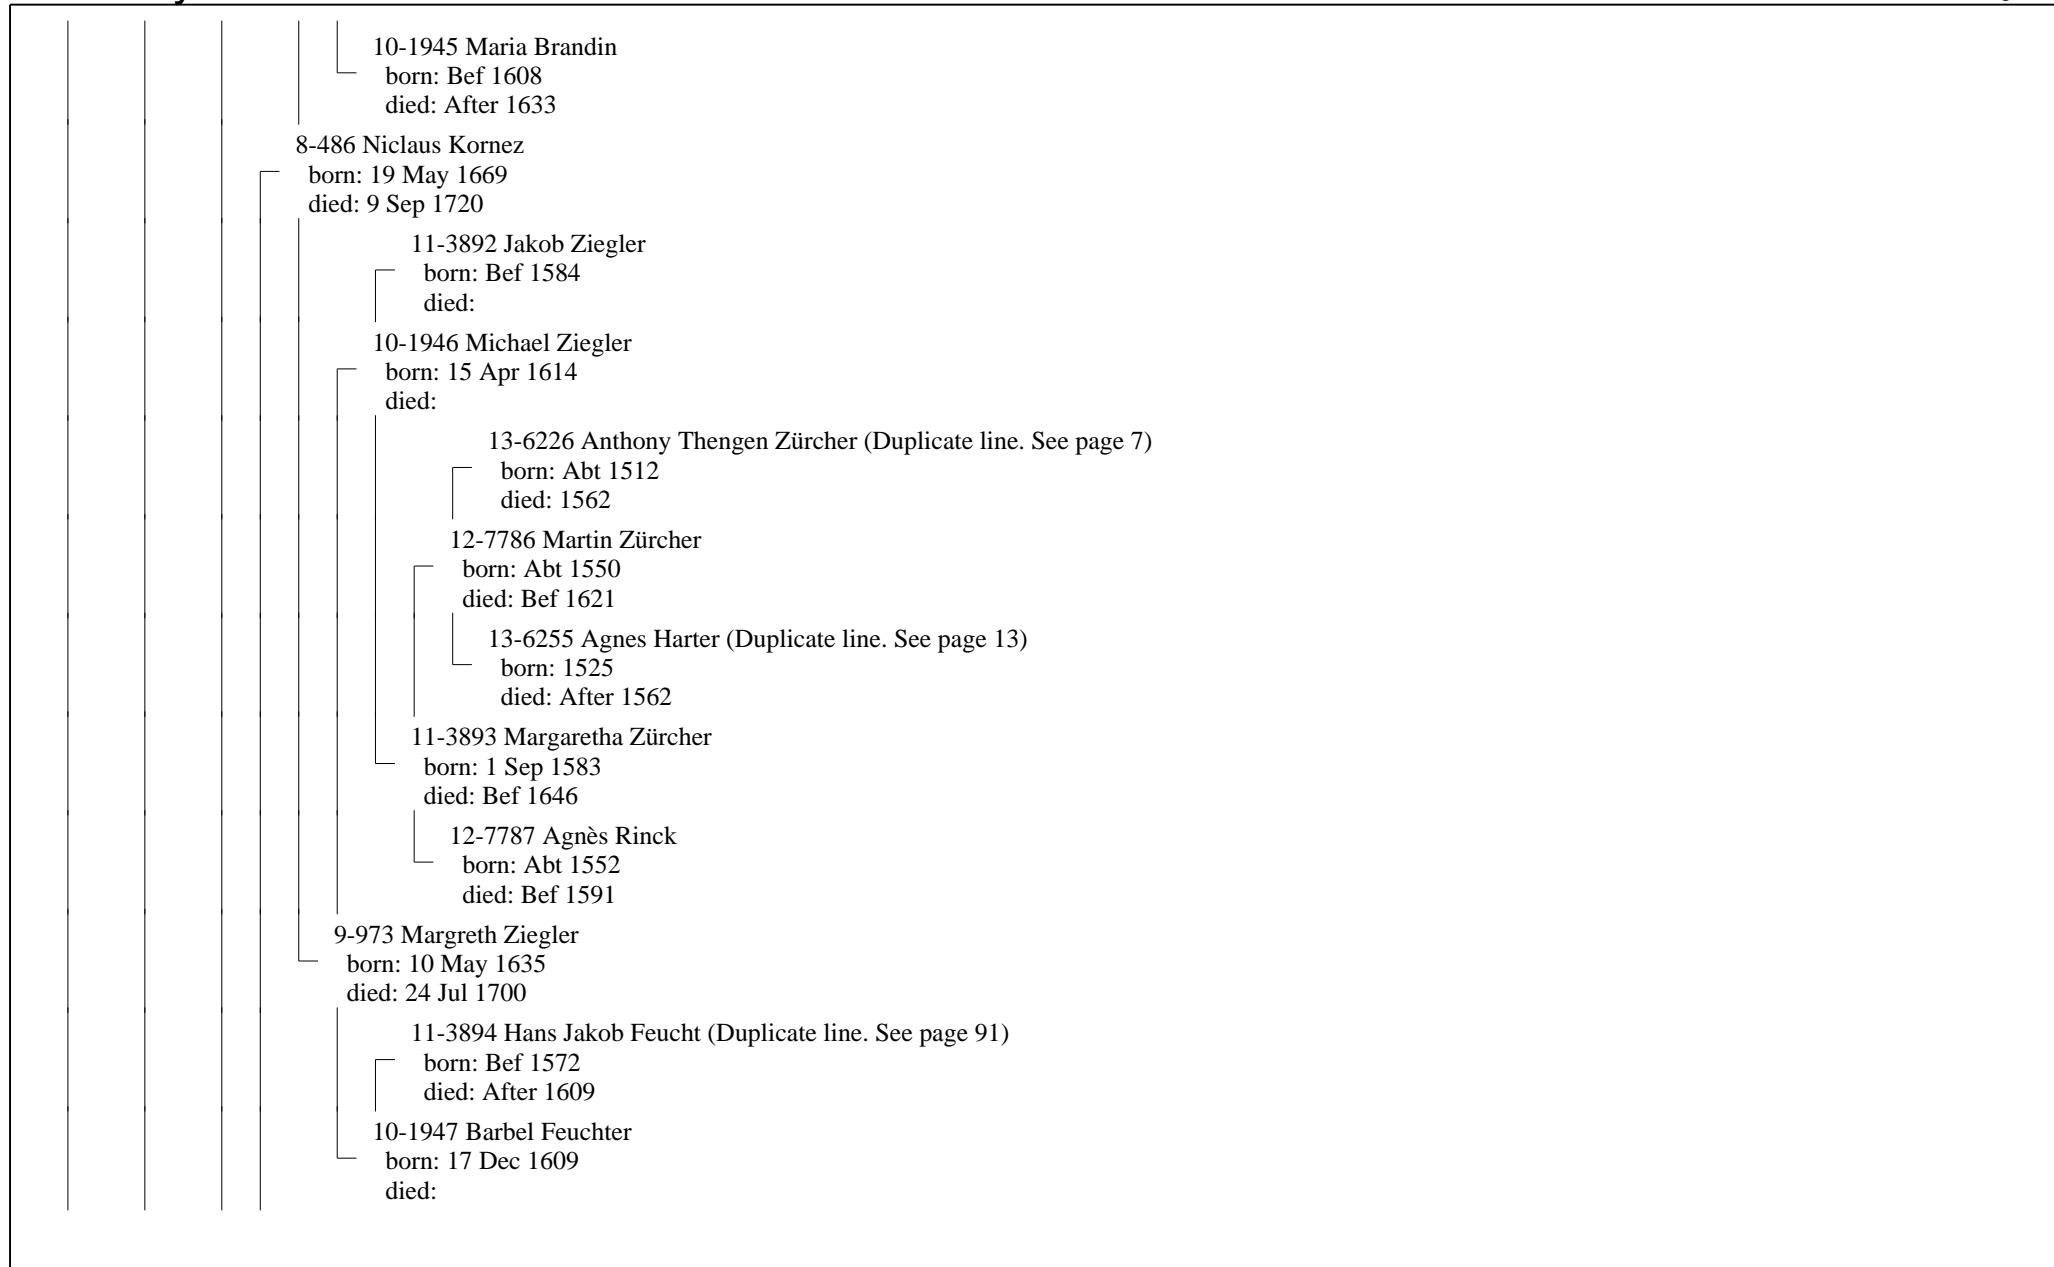 10-1945 Maria Brandin
born: Bef 1608
died: After 1633
8-486 Niclaus Kornez
born: 19 May 1669
died: 9 Sep 1720
11-3892 Jakob Ziegler
born: Bef 1584
died:
10-1946 Michael Ziegler
born: 15 Apr 1614
died:
13-6226 Anthony Thengen Zürcher (Duplicate line. See page 7)
born: Abt 1512
died: 1562
12-7786 Martin Zürcher
born: Abt 1550
died: Bef 1621
13-6255 Agnes Harter (Duplicate line. See page 13)
born: 1525
died: After 1562
11-3893 Margaretha Zürcher
born: 1 Sep 1583
died: Bef 1646
12-7787 Agnès Rinck
born: Abt 1552
died: Bef 1591
9-973 Margreth Ziegler
born: 10 May 1635
died: 24 Jul 1700
11-3894 Hans Jakob Feucht (Duplicate line. See page 91)
born: Bef 1572
died: After 1609
10-1947 Barbel Feuchter
born: 17 Dec 1609
died: